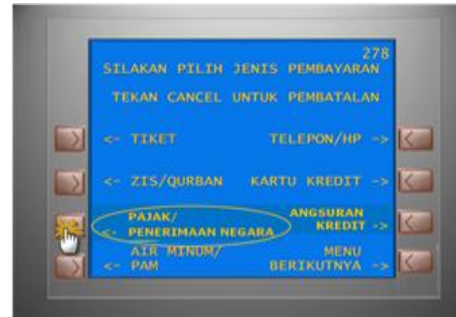 278
SILAKAN PILIH JENIS PEMBAYARAN
TEKAN CANCEL UNTUK PEMBATALAN
<- TIKET TELEPON/HP ->
<- ZIS/QURBAN KARTU KREDIT ->
PAJAK/ ANGSURAN
<- PENERIMAAN NEGARA KREDIT ->
AIR MINUM/ MENU
<- PAM BERIKUTNYA ->